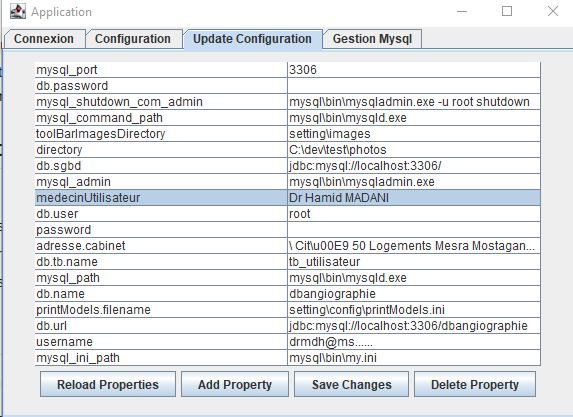 Application
Connexion Configuration Update Configuration Gestion Mysql
mysql_port 3306
db.password
mysql_shutdown_com_admin mysql\bin\mysqladmin.exe -u root shutdown
mysql_command_path mysql\bin\mysqld.exe
toolBarImagesDirectory setting\images
directory C:\dev\test\photos
db.sgbd jdbc:mysql://localhost:3306/
mysql_admin mysql\bin\mysqladmin.exe
medecinUtilisateur Dr Hamid MADANI
db.user root
password
adresse.cabinet \ Cit\u00E9 50 Logements Mesra Mostagan...
db.tb.name tb_utilisateur
mysql_path mysql\bin\mysqld.exe
db.name dbangiographie
printModels.filename setting\config\printModels.ini
db.url jdbc:mysql://localhost:3306/dbangiographie
username drmdh@ms......
mysql_ini_path mysql\bin\my.ini
Reload Properties Add Property Save Changes Delete Property